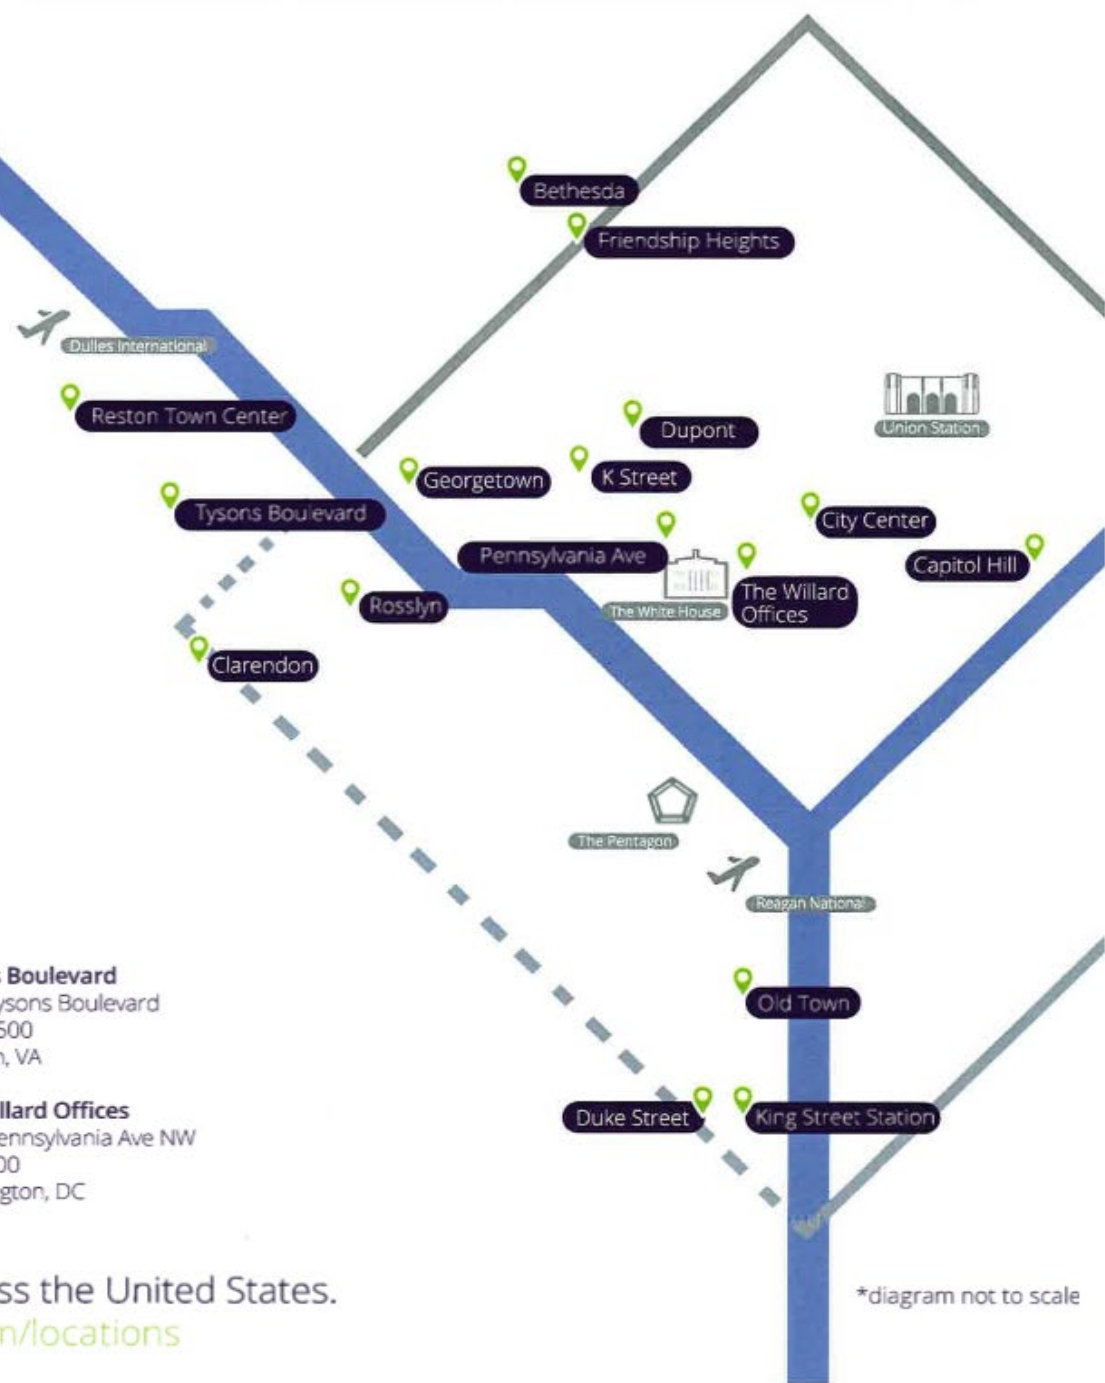 Bethesda
Friendship Heights
Dulles International
Reston Town Center
Dupont
Union Station
Georgetown
K Street
Tysons Boulevard
City Center
Pennsylvania Ave
Capitol Hill
The White House
The Willard
Offices
Rosslyn
Clarendon
The Pentagon
Reagan National
Old Town
Duke Street
King Street Station
s Boulevard
ysons Boulevard
500
n, VA
illard Offices
ennsylvania Ave NW
00
gton, DC
ss the United States.
n/locations
*diagram not to scale